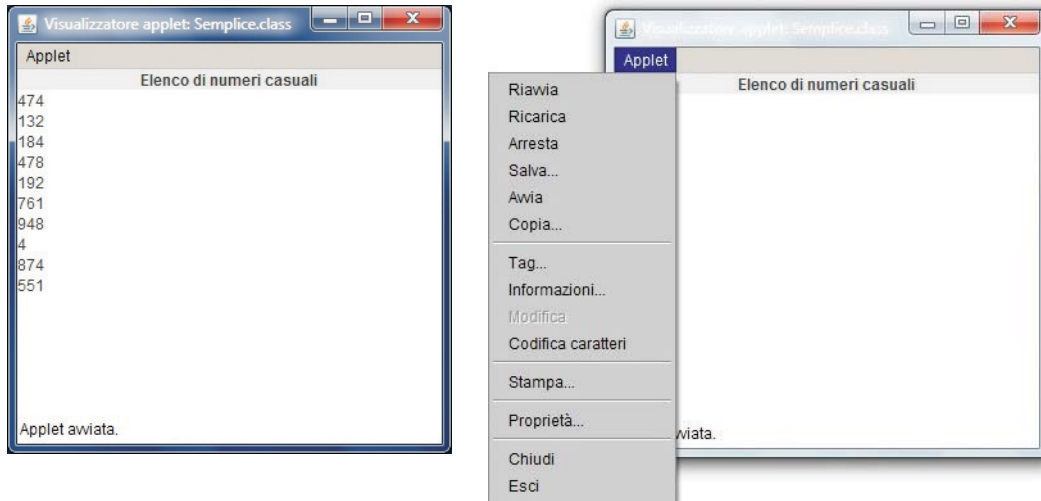 Visualizzatore applet: Semplice.class
Applet
Elenco di numeri casuali
474
132
184
478
192
761
948
4
874
551
Applet avviata.
Visualizzatore applet: Semplice.class
Applet
Elenco di numeri casuali
Riavvia
Ricarica
Arresta
Salva...
Avvia
Copia...
Tag...
Informazioni...
Modifica
Codifica caratteri
Stampa...
Proprietà...
Chiudi
Esci
vviata.